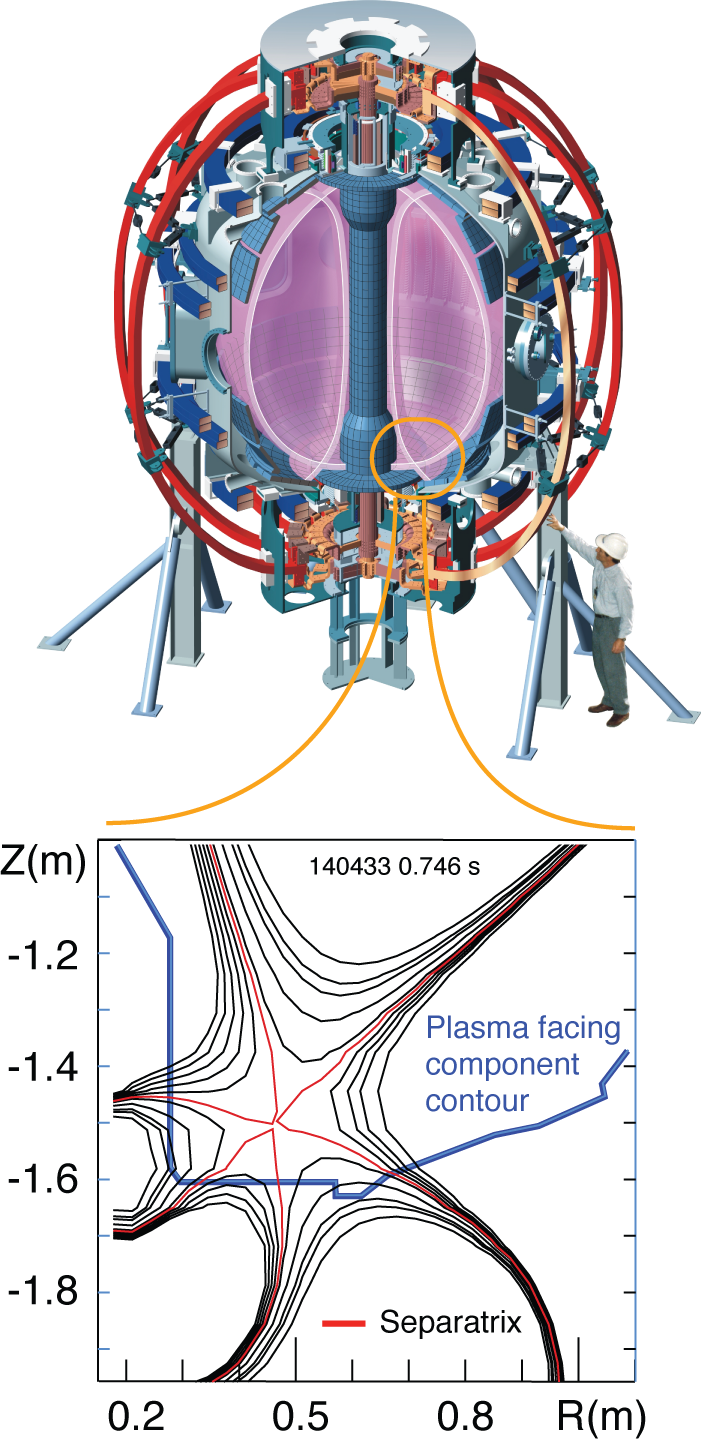 Z(m)
140433 0.746 s
-1.2
Plasma facing
component
contour
-1.4
-1.6
-1.8
Separatrix
0.2
0.5
0.8
R(m)